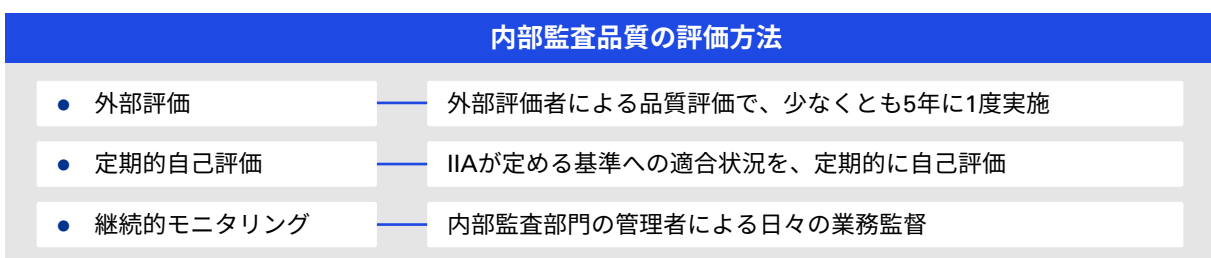 内部監査品質の評価方法
● 外部評価 外部評価者による品質評価で、少なくとも5年に1度実施
● 定期的自己評価 IIAが定める基準への適合状況を、定期的に自己評価
● 継続的モニタリング 内部監査部門の管理者による日々の業務監督